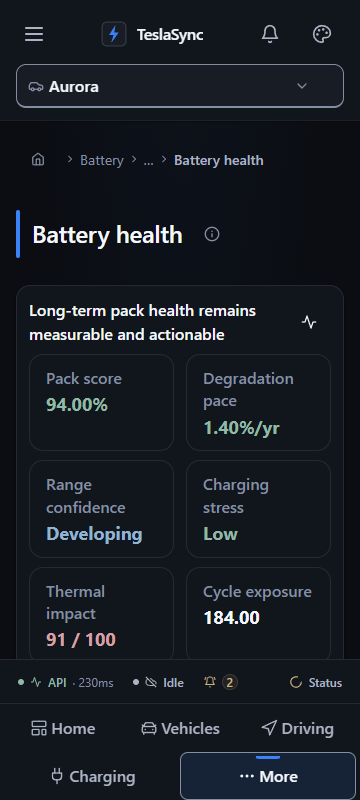 TeslaSync
Aurora
Battery
...
Battery health
Battery health
Long-term pack health remains
measurable and actionable
Pack score
94.00%
Degradation
pace
1.40%/yr
Range
confidence
Developing
Charging
stress
Low
Thermal
impact
91 / 100
Cycle exposure
184.00
API · 230ms
Idle
2
Status
Home
Vehicles
Driving
Charging
More